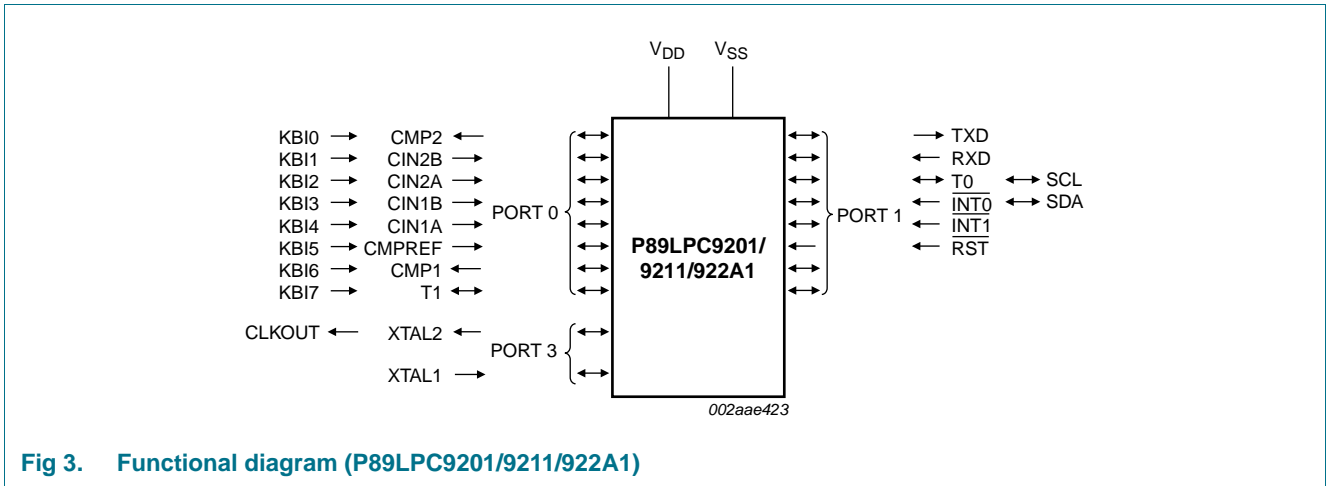 VDD VSS
KBI0 CMP2 TXD
KBI1 CIN2B RXD
KBI2 CIN2A T0 SCL
KBI3 CIN1B INT0 SDA
PORT 0 PORT 1
KBI4 CIN1A INT1
KBI5 CMPREF RST
KBI6 CMP1
KBI7 T1
P89LPC9201/
9211/922A1
CLKOUT XTAL2
PORT 3
XTAL1
002aae423
Fig 3. Functional diagram (P89LPC9201/9211/922A1)